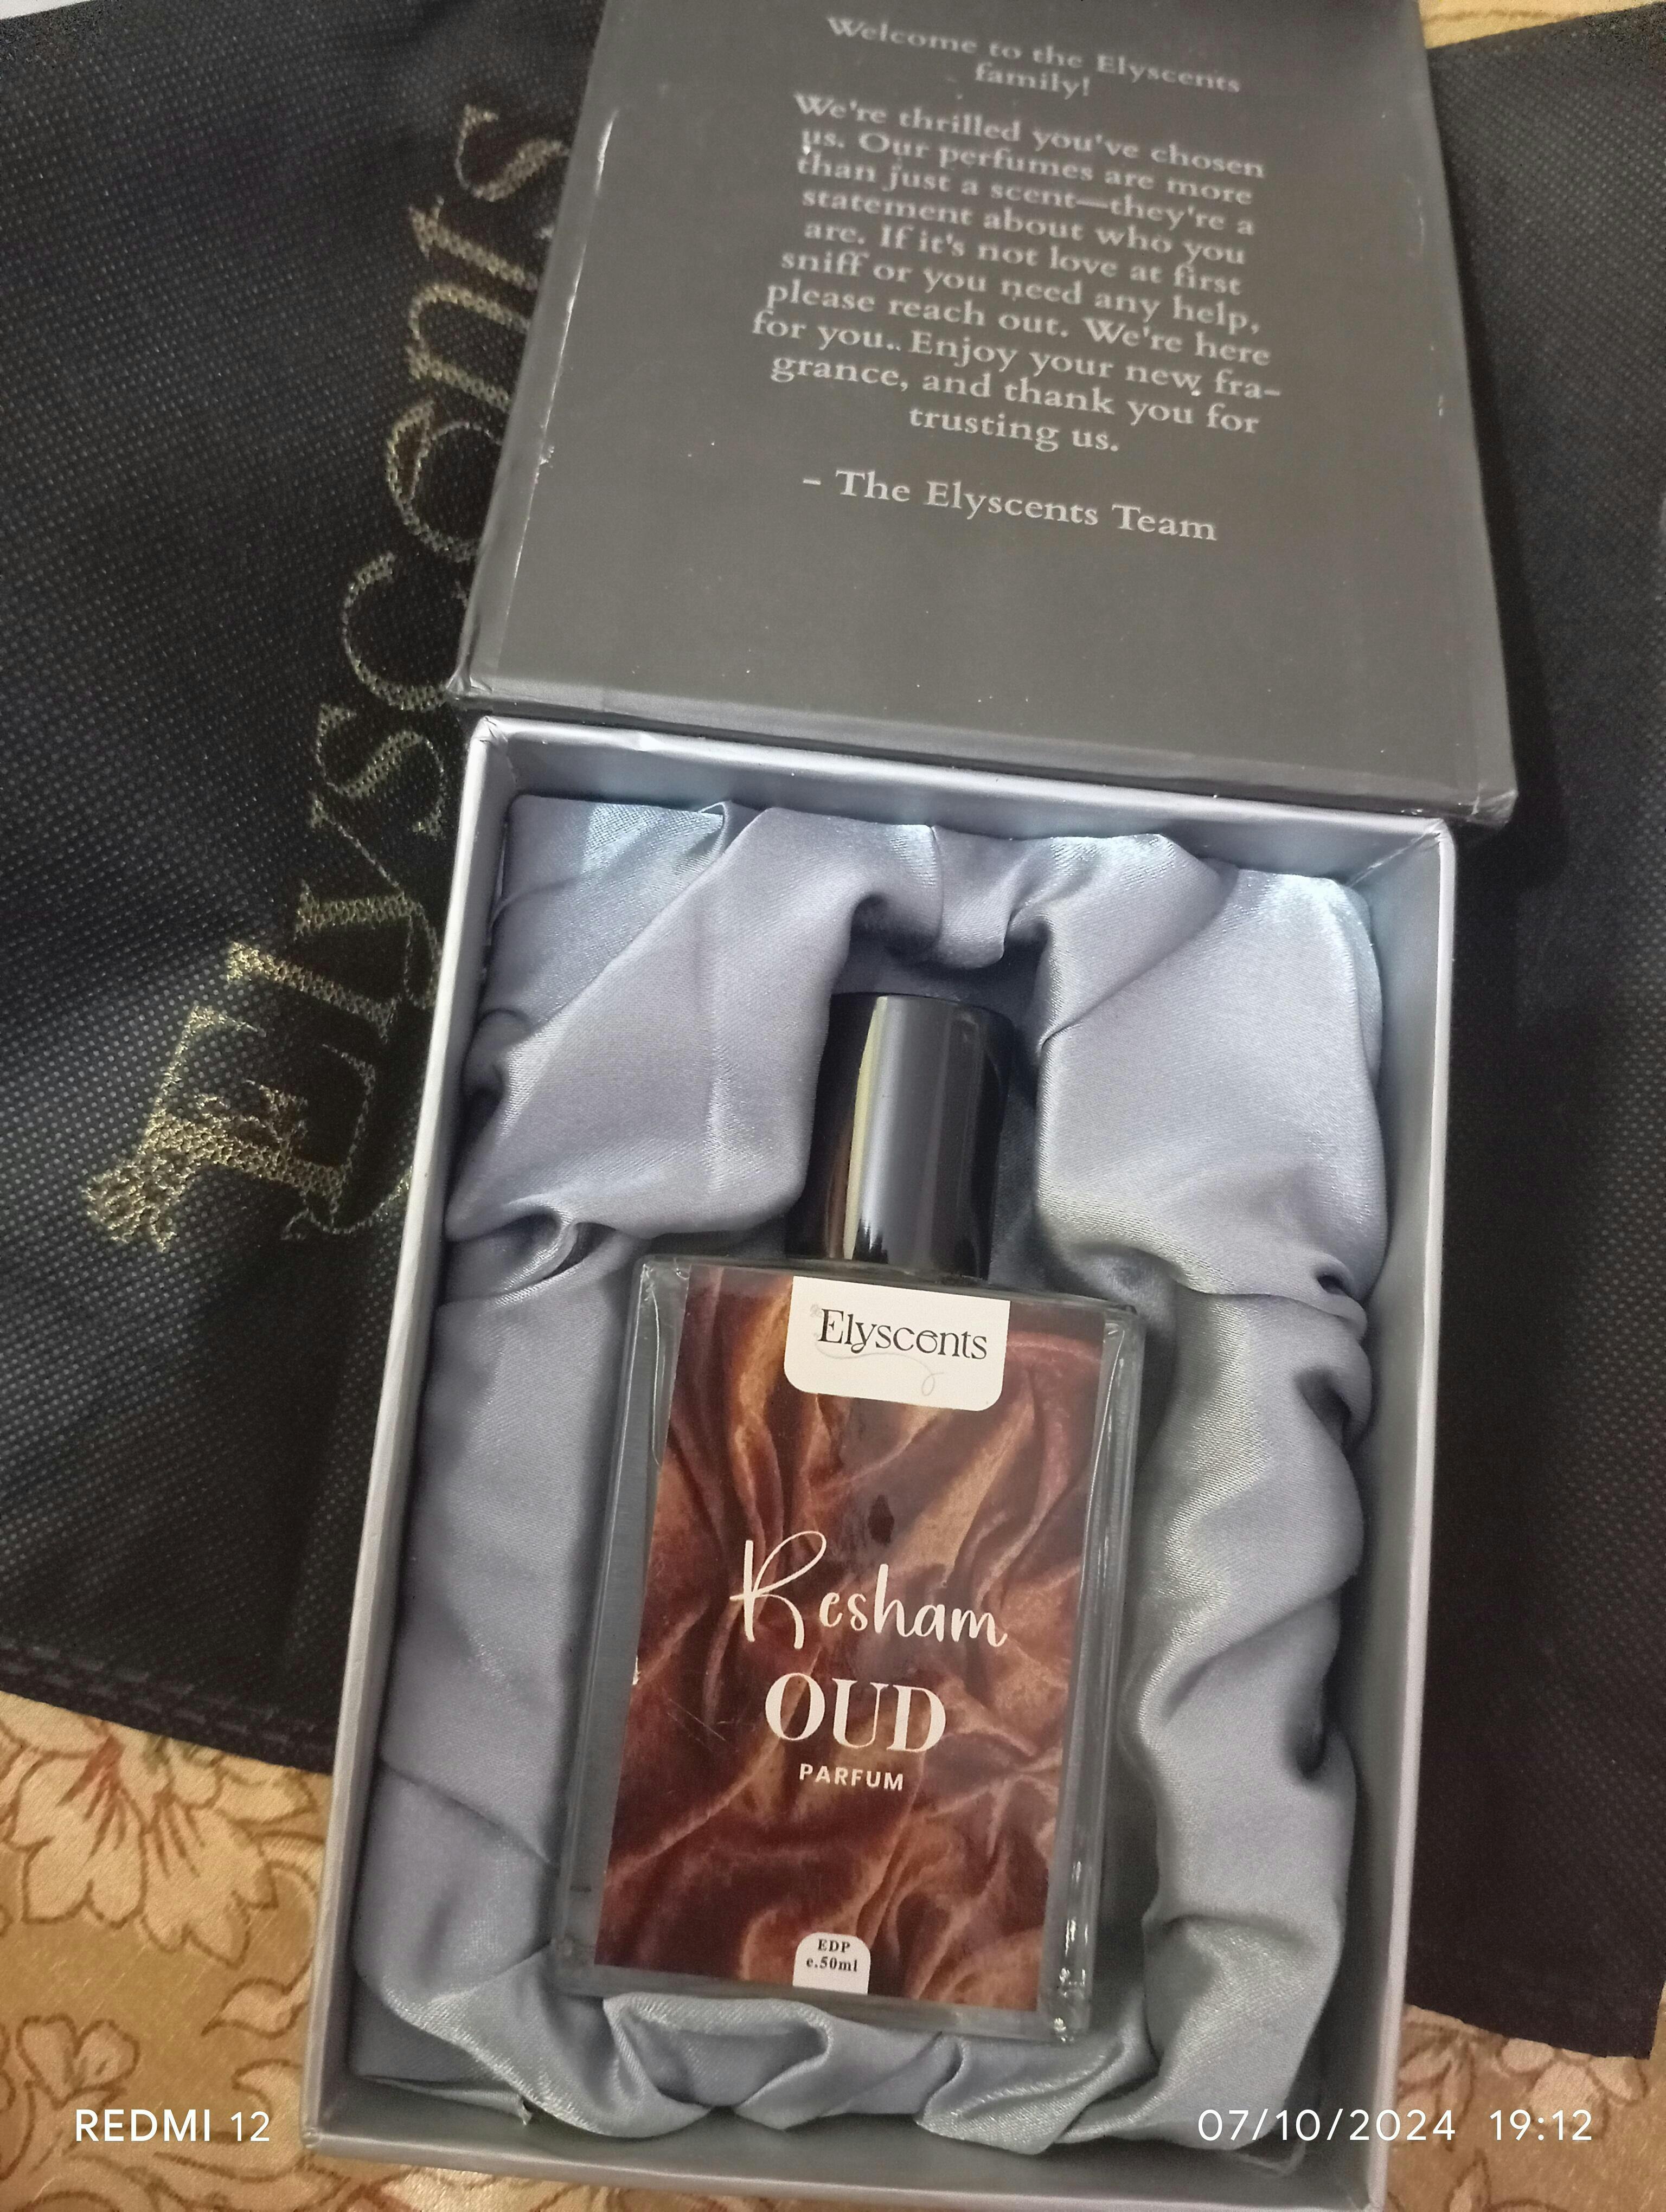 Welcome to the Elyscents
family!
We're thrilled you've chosen
us. Our perfumes are more
than just a scent—they're a
statement about who you
are. If it's not love at first
sniff or you need any help,
please reach out. We're here
for you.. Enjoy your new fra-
grance, and thank you for
trusting us.
- The Elyscents Team
Elyscents
Elyscents
Resham
OUD
PARFUM
EDP
e.50ml
REDMI 12
07/10/2024 19:12